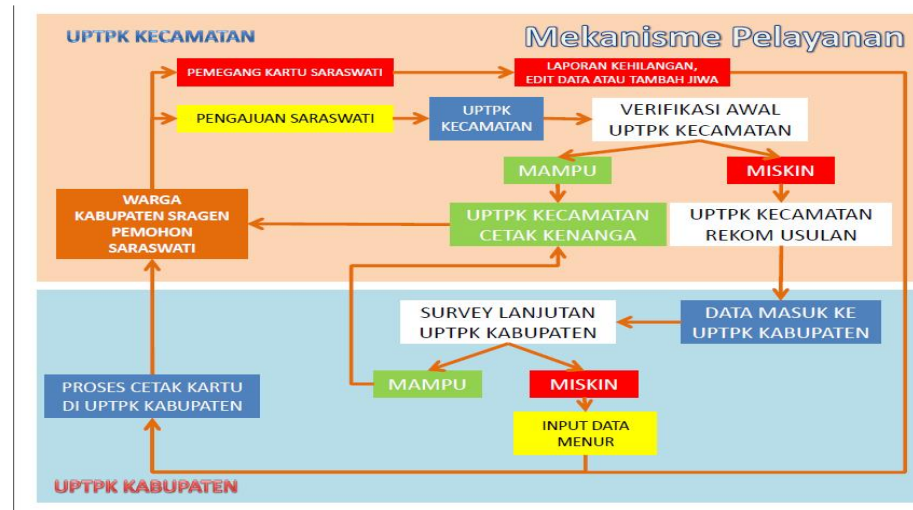 UPTPK KECAMATAN
Mekanisme Pelayanan
PEMEGANG KARTU SARASWATI
LAPORAN KEHILANGAN,
EDIT DATA ATAU TAMBAH JIWA
PENGAJUAN SARASWATI
UPTPK
KECAMATAN
VERIFIKASI AWAL
UPTPK KECAMATAN
MAMPU
MISKIN
WARGA
KABUPATEN SRAGEN
PEMOHON
SARASWATI
UPTPK KECAMATAN
CETAK KENANGA
UPTPK KECAMATAN
REKOM USULAN
SURVEY LANJUTAN
UPTPK KABUPATEN
DATA MASUK KE
UPTPK KABUPATEN
PROSES CETAK KARTU
DI UPTPK KABUPATEN
MAMPU
MISKIN
INPUT DATA
MENUR
UPTPK KABUPATEN